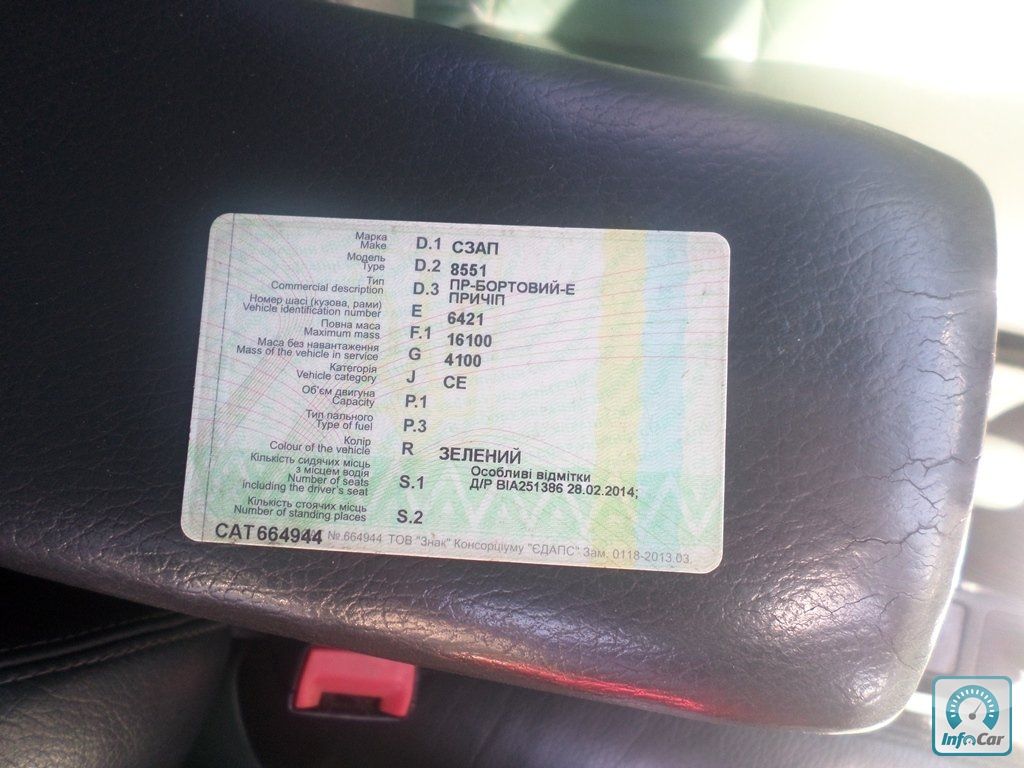 Марка
Make D.1 СЗАП
Модель
Type D.2 8551
Тип
Commercial description D.3 ПР-БОРТОВИЙ-Е
ПРИЧІП
Номер шасі (кузова, рами)
Vehicle identification number E 6421
Повна маса
Maximum mass F.1 16100
Маса без навантаження
Mass of the vehicle in service G 4100
Категорія
Vehicle category J СЕ
Об'єм двигуна
Capacity P.1
Тип пального
Type of fuel P.3
Колір
Colour of the vehicle R ЗЕЛЕНИЙ
Кількість сидячих місць
з місцем водія
Number of seats
including the driver's seat S.1
Особливі відмітки
Д/Р ВІА251386 28.02.2014;
Кількість стоячих місць
Number of standing places S.2
САТ664944 № 664944 ТОВ "Знак" Консорціуму "ЄДАПС" Зам. 0118-2013.03.
InfoCar